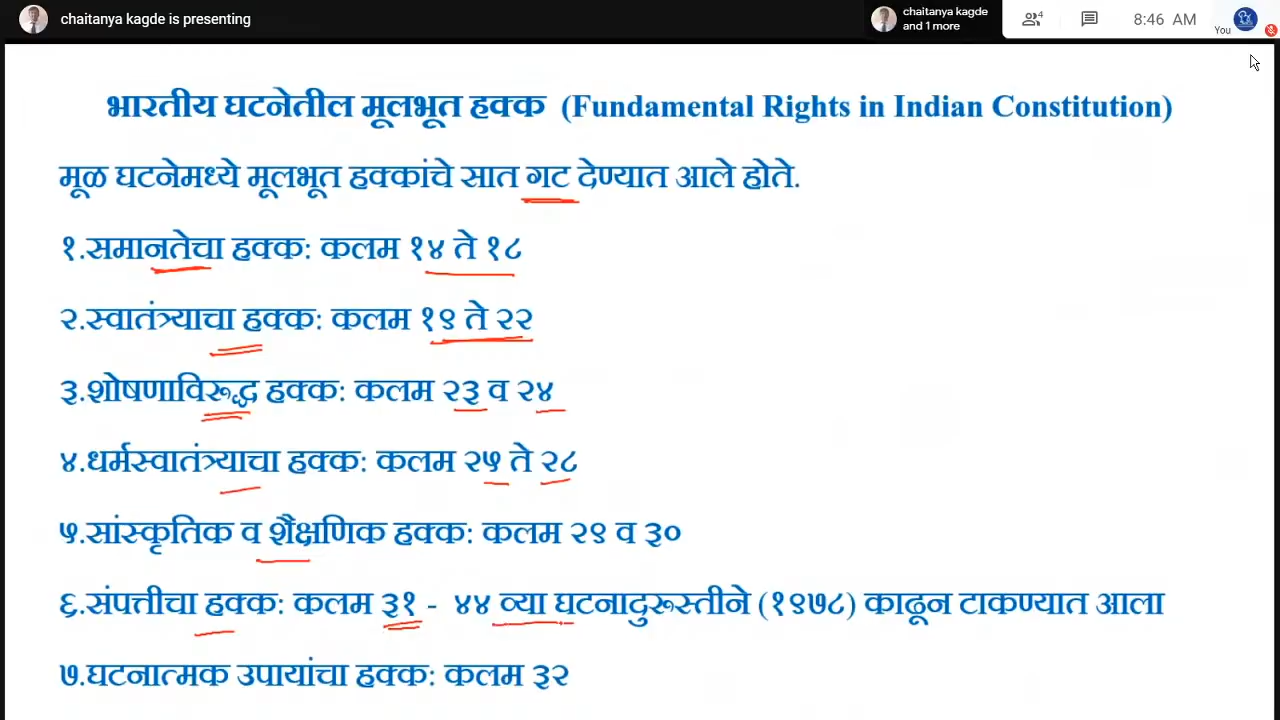 chaitanya kagde is presenting
chaitanya kagde
and 1 more
4
8:46 AM
You
भारतीय घटनेतील मूलभूत हक्क (Fundamental Rights in Indian Constitution)
मूळ घटनेमध्ये मूलभूत हक्कांचे सात गट देण्यात आले होते.
१.समानतेचा हक्क: कलम १४ ते १८
२.स्वातंत्र्याचा हक्क: कलम १९ ते २२
३.शोषणाविरूद्ध हक्क: कलम २३ व २४
४.धर्मस्वातंत्र्याचा हक्क: कलम २५ ते २८
५.सांस्कृतिक व शैक्षणिक हक्क: कलम २९ व ३०
६.संपत्तीचा हक्क: कलम ३१ - ४४ व्या घटनादुरूस्तीने (१९७८) काढून टाकण्यात आला
७.घटनात्मक उपायांचा हक्क: कलम ३२